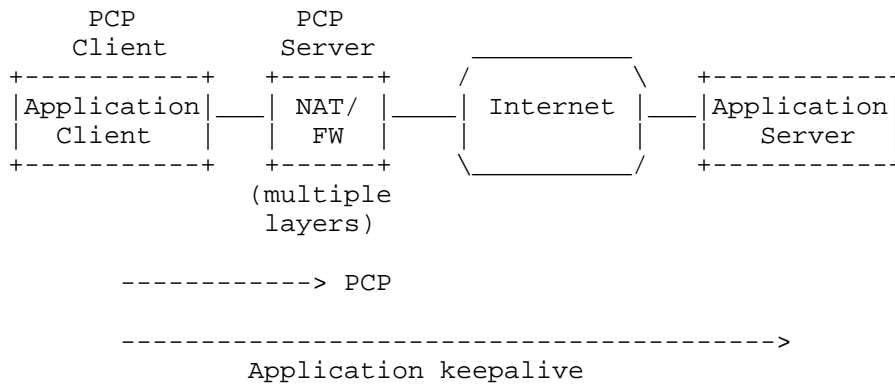 PCP PCP
Client Server
Application NAT/ Internet Application
Client FW Server
(multiple
layers)
PCP
Application keepalive